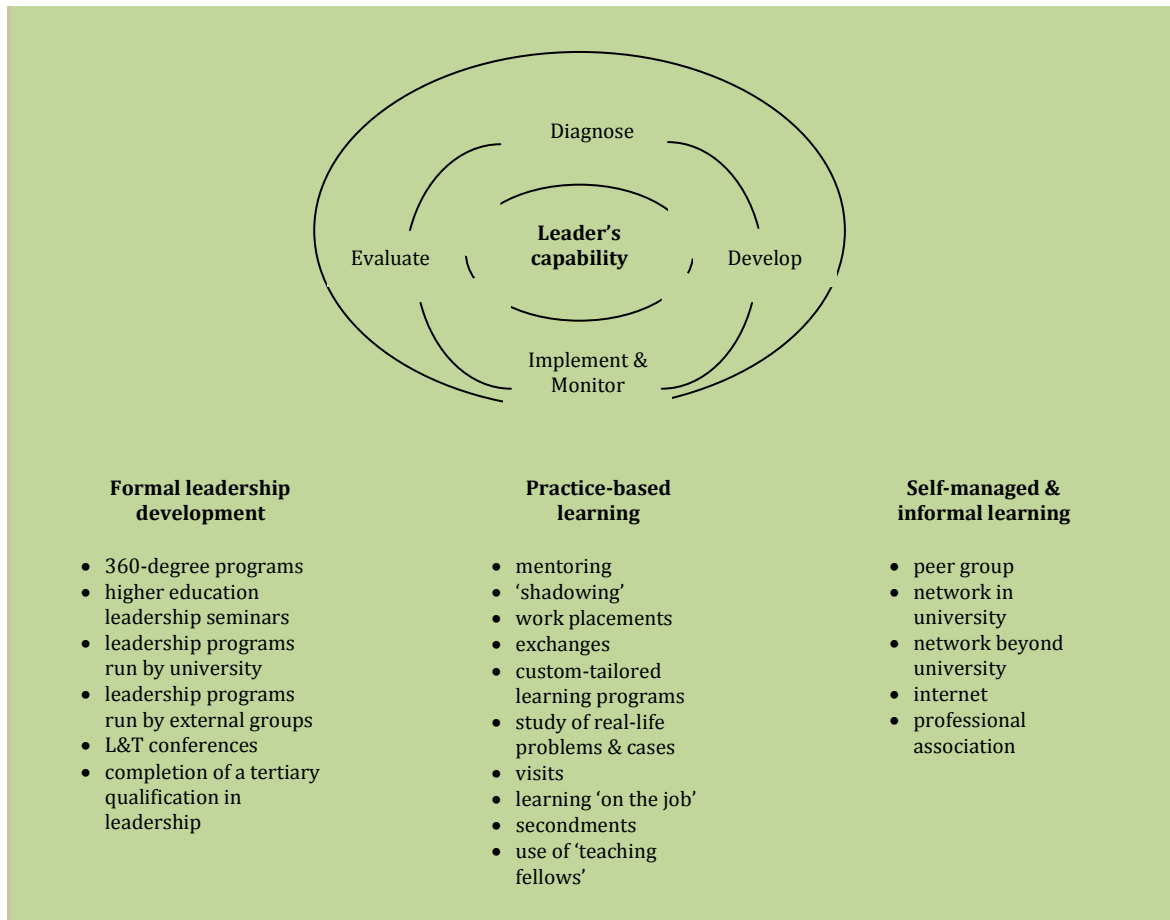 Diagnose
Leader’s
capability
Evaluate
Develop
Implement &
Monitor
Formal leadership
development
• 360-degree programs
• higher education
leadership seminars
• leadership programs
run by university
• leadership programs
run by external groups
• L&T conferences
• completion of a tertiary
qualification in
leadership
Practice-based
learning
• mentoring
• ‘shadowing’
• work placements
• exchanges
• custom-tailored
learning programs
• study of real-life
problems & cases
• visits
• learning ‘on the job’
• secondments
• use of ‘teaching
fellows’
Self-managed &
informal learning
• peer group
• network in
university
• network beyond
university
• internet
• professional
association